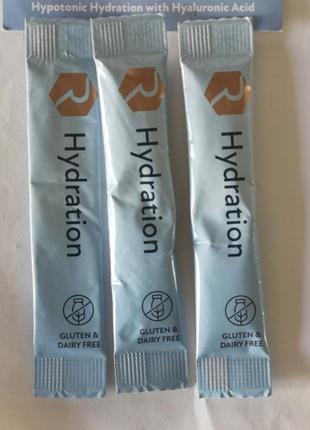 Hypotonic Hydration with Hyaluronic Acid
R Hydration
GLUTEN &
DAIRY FREE
R Hydration
GLUTEN &
DAIRY FREE
R Hydration
GLUTEN &
DAIRY FREE